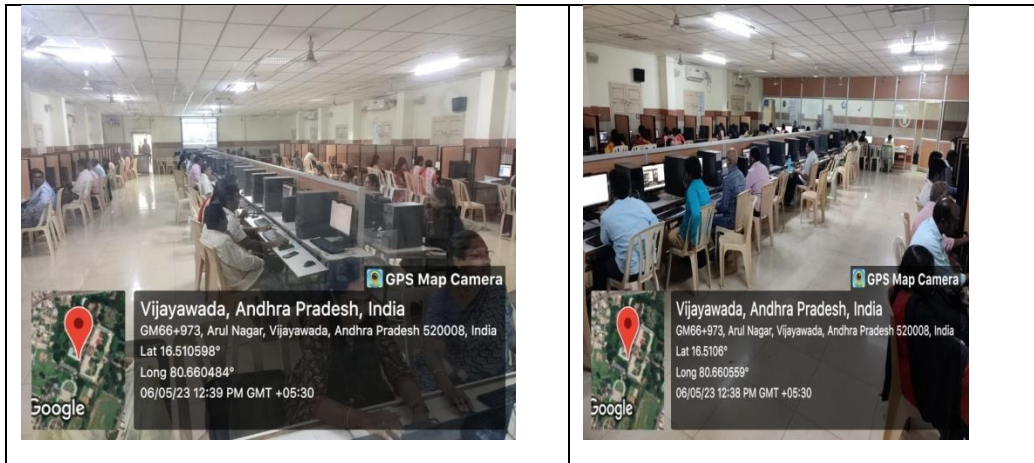 GPS Map Camera
Vijayawada, Andhra Pradesh, India
GM66+973, Arul Nagar, Vijayawada, Andhra Pradesh 520008, India
Lat 16.510598°
Long 80.660484°
06/05/23 12:39 PM GMT +05:30
Google
GPS Map Camera
Vijayawada, Andhra Pradesh, India
GM66+973, Arul Nagar, Vijayawada, Andhra Pradesh 520008, India
Lat 16.5106°
Long 80.660559°
06/05/23 12:38 PM GMT +05:30
Google